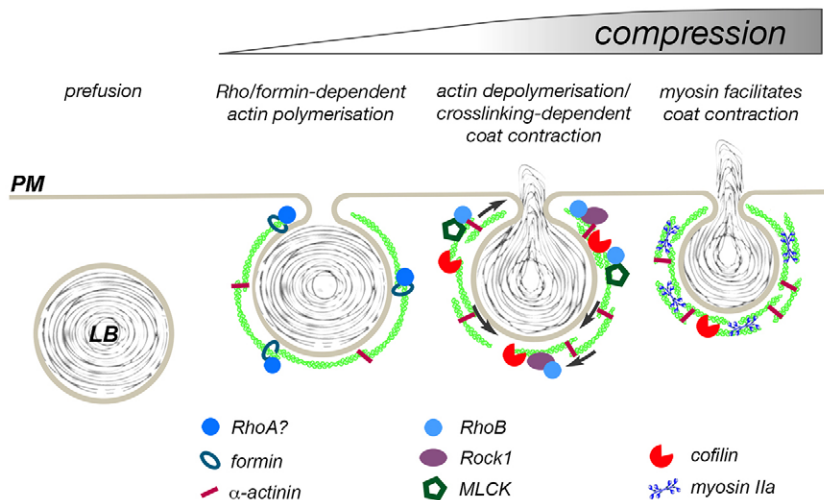 compression
prefusion
Rho/formin-dependent
actin polymerisation
actin depolymerisation/
crosslinking-dependent
coat contraction
myosin facilitates
coat contraction
PM
LB
RhoA?
formin
α-actinin
RhoB
Rock1
MLCK
cofilin
myosin IIa